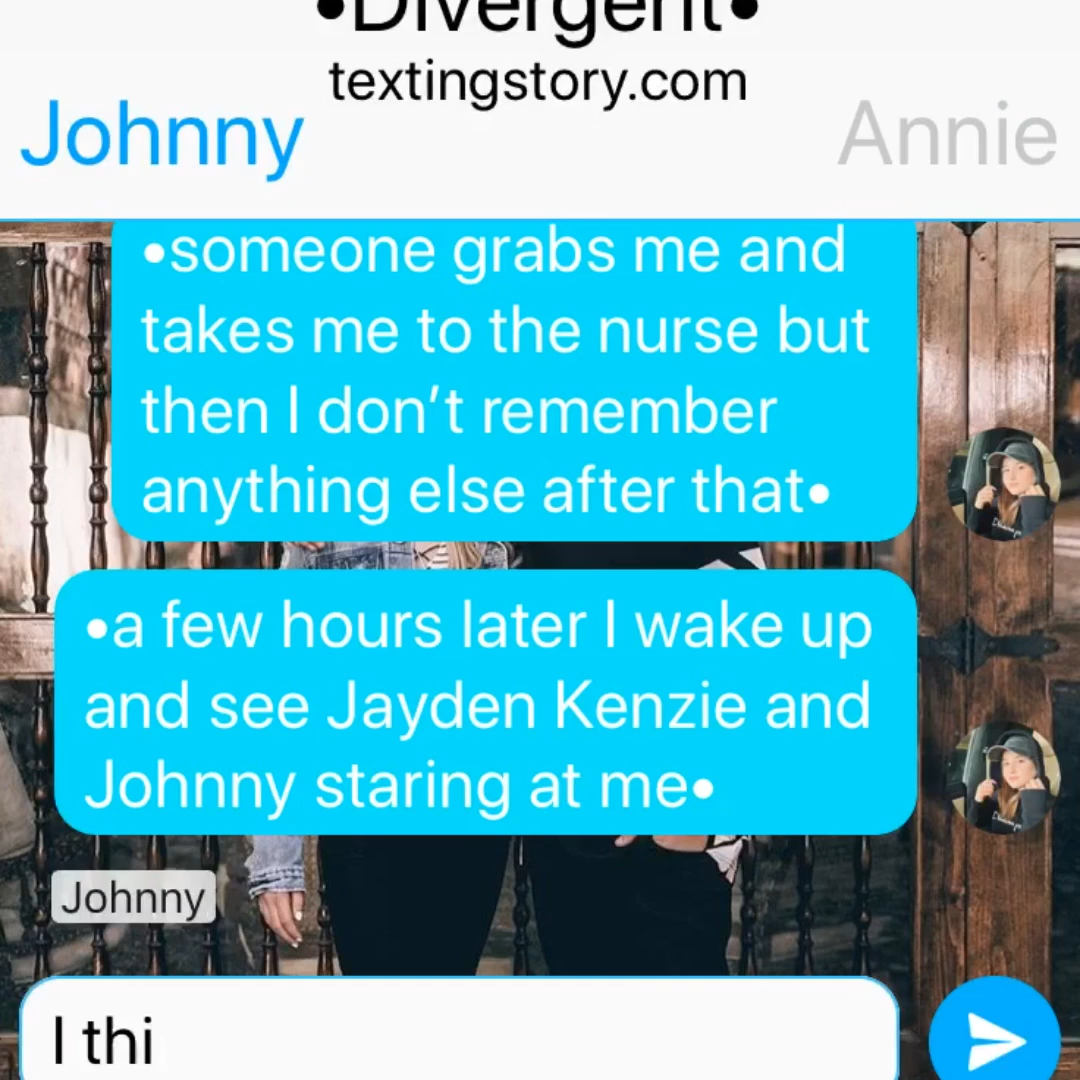 •Divergent•
textingstory.com
Johnny
Annie
•someone grabs me and
takes me to the nurse but
then I don’t remember
anything else after that•
•a few hours later I wake up
and see Jayden Kenzie and
Johnny staring at me•
Johnny
I thi